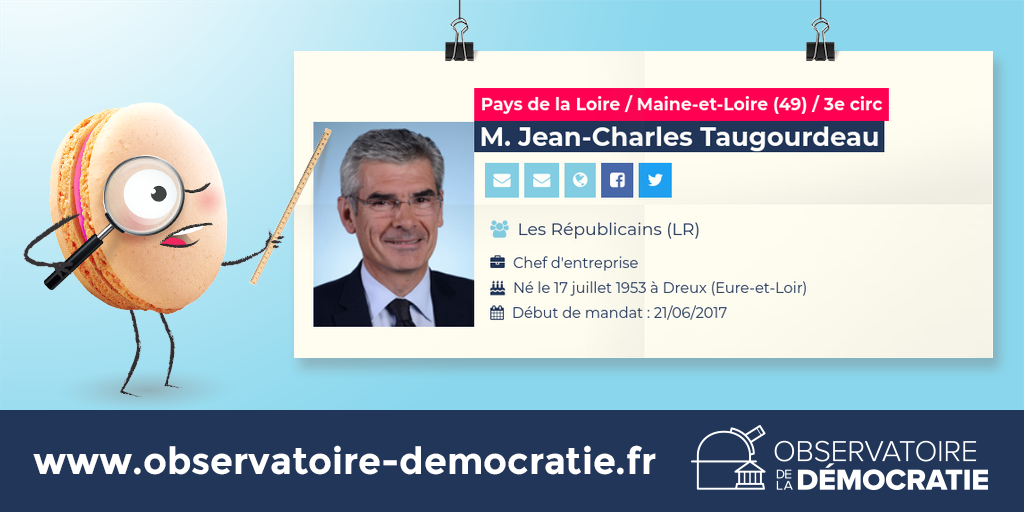 Pays de la Loire / Maine-et-Loire (49) / 3e circ
M. Jean-Charles Taugourdeau
Les Républicains (LR)
Chef d'entreprise
Né le 17 juillet 1953 à Dreux (Eure-et-Loir)
Début de mandat : 21/06/2017
www.observatoire-democratie.fr
OBSERVATOIRE
DE LA DÉMOCRATIE